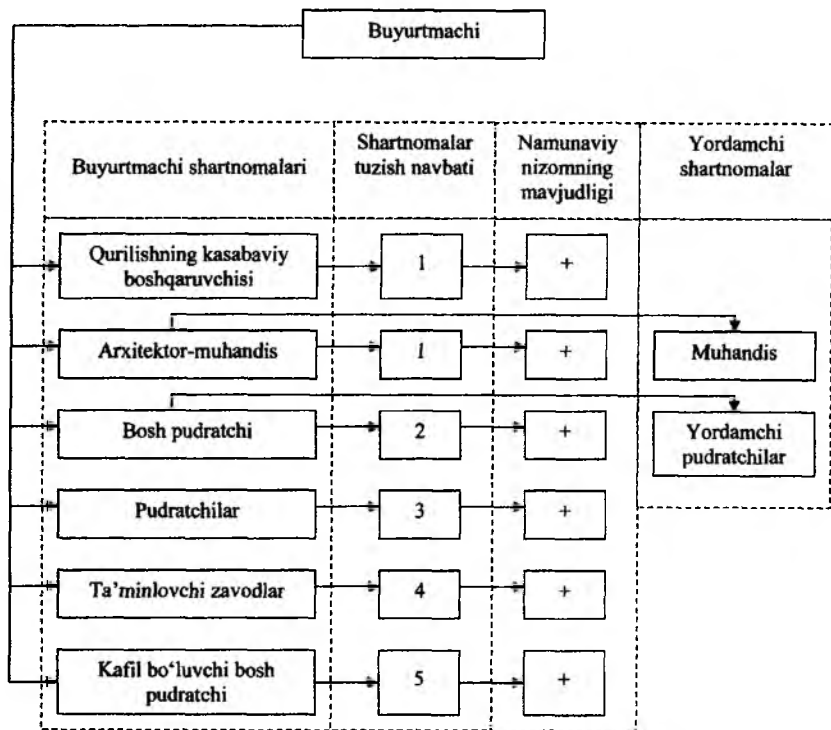 Buyurtmachi
Buyurtmachi shartnomalari
Shartnomalar
tuzish navbati
Namunaviy
nizomning
mavjudligi
Yordamchi
shartnomalar
Qurilishning kasabaviy
boshqaruvchisi
1
+
Arxitektor-muhandis
1
+
Muhandis
Bosh pudratchi
2
+
Yordamchi
pudratchilar
Pudratchilar
3
+
Ta’minlovchi zavodlar
4
+
Kafil bo‘luvchi bosh
pudratchi
5
+